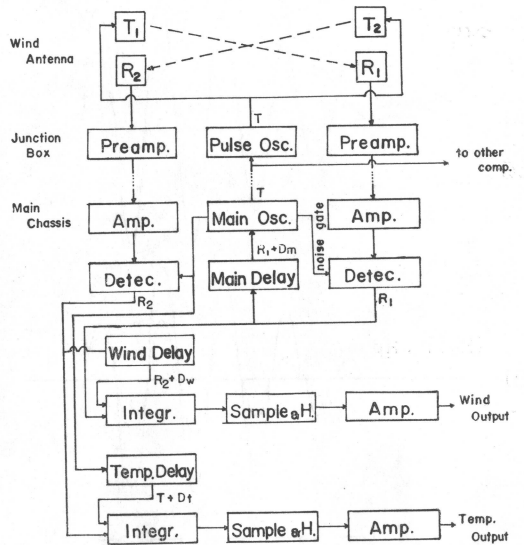 Wind
Antenna
T1
T2
R2
R1
T
Junction
Box
Preamp.
Pulse Osc.
Preamp.
to other
comp.
T
Main
Chassis
Amp.
Main Osc.
noise gate
Amp.
R1+Dm
Detec.
Main Delay
Detec.
R2
R1
Wind Delay
R2+Dw
Integr.
Sample & H.
Amp.
Wind
Output
Temp. Delay
T+Dt
Integr.
Sample & H.
Amp.
Temp.
Output